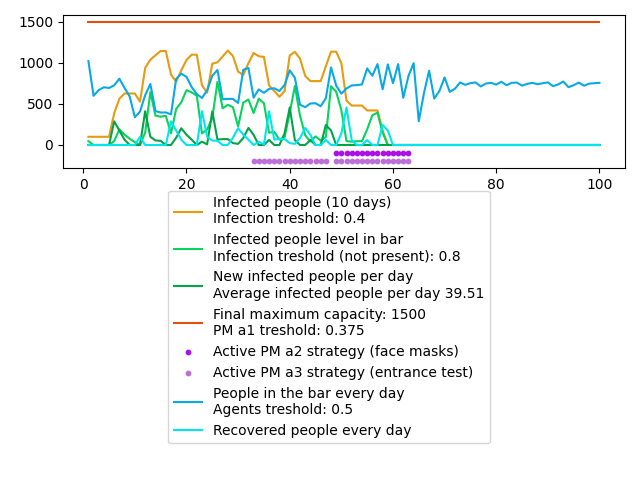 1500
1000
500
0
0 20 40 60 80 100
Infected people (10 days)
Infection treshold: 0.4
Infected people level in bar
Infection treshold (not present): 0.8
New infected people per day
Average infected people per day 39.51
Final maximum capacity: 1500
PM a1 treshold: 0.375
Active PM a2 strategy (face masks)
Active PM a3 strategy (entrance test)
People in the bar every day
Agents treshold: 0.5
Recovered people every day